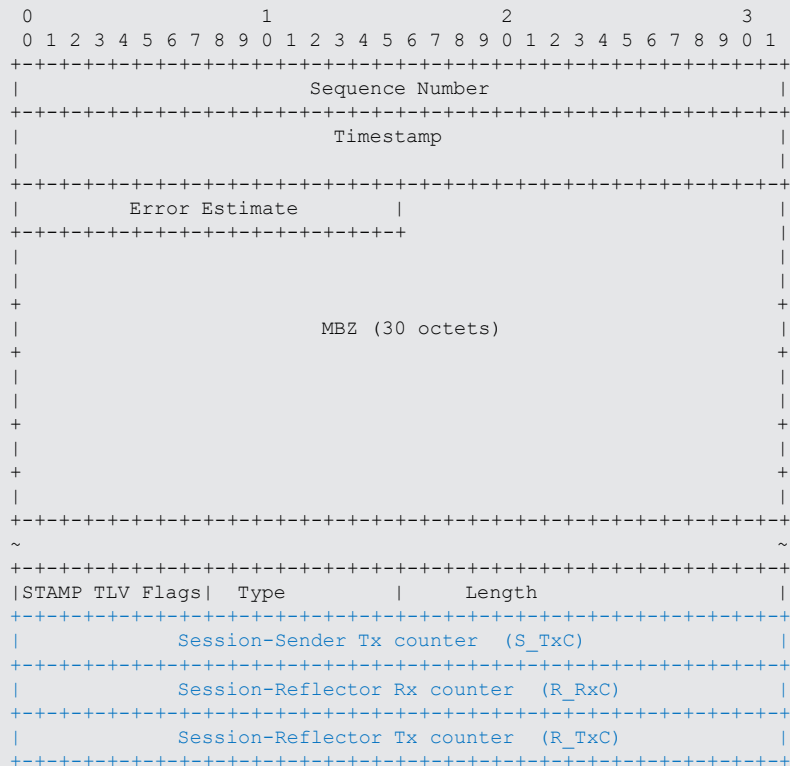 0                   1                   2                   3
 0 1 2 3 4 5 6 7 8 9 0 1 2 3 4 5 6 7 8 9 0 1 2 3 4 5 6 7 8 9 0 1
+-+-+-+-+-+-+-+-+-+-+-+-+-+-+-+-+-+-+-+-+-+-+-+-+-+-+-+-+-+-+-+-+
|                        Sequence Number                        |
+-+-+-+-+-+-+-+-+-+-+-+-+-+-+-+-+-+-+-+-+-+-+-+-+-+-+-+-+-+-+-+-+
|                          Timestamp                            |
|                                                               |
+-+-+-+-+-+-+-+-+-+-+-+-+-+-+-+-+-+-+-+-+-+-+-+-+-+-+-+-+-+-+-+-+
|         Error Estimate        |                               |
+-+-+-+-+-+-+-+-+-+-+-+-+-+-+-+-+                               |
|                                                               |
|                                                               |
+                                                               +
|                         MBZ (30 octets)                       |
+                                                               +
|                                                               |
|                                                               |
+                                                               +
|                                                               |
+                                                               +
|                                                               |
+-+-+-+-+-+-+-+-+-+-+-+-+-+-+-+-+-+-+-+-+-+-+-+-+-+-+-+-+-+-+-+-+
~                                                               ~
+-+-+-+-+-+-+-+-+-+-+-+-+-+-+-+-+-+-+-+-+-+-+-+-+-+-+-+-+-+-+-+-+
|STAMP TLV Flags|  Type         |     Length                    |
+-+-+-+-+-+-+-+-+-+-+-+-+-+-+-+-+-+-+-+-+-+-+-+-+-+-+-+-+-+-+-+-+
|             Session-Sender Tx counter  (S_TxC)                |
+-+-+-+-+-+-+-+-+-+-+-+-+-+-+-+-+-+-+-+-+-+-+-+-+-+-+-+-+-+-+-+-+
|             Session-Reflector Rx counter  (R_RxC)             |
+-+-+-+-+-+-+-+-+-+-+-+-+-+-+-+-+-+-+-+-+-+-+-+-+-+-+-+-+-+-+-+-+
|             Session-Reflector Tx counter  (R_TxC)             |
+-+-+-+-+-+-+-+-+-+-+-+-+-+-+-+-+-+-+-+-+-+-+-+-+-+-+-+-+-+-+-+-+